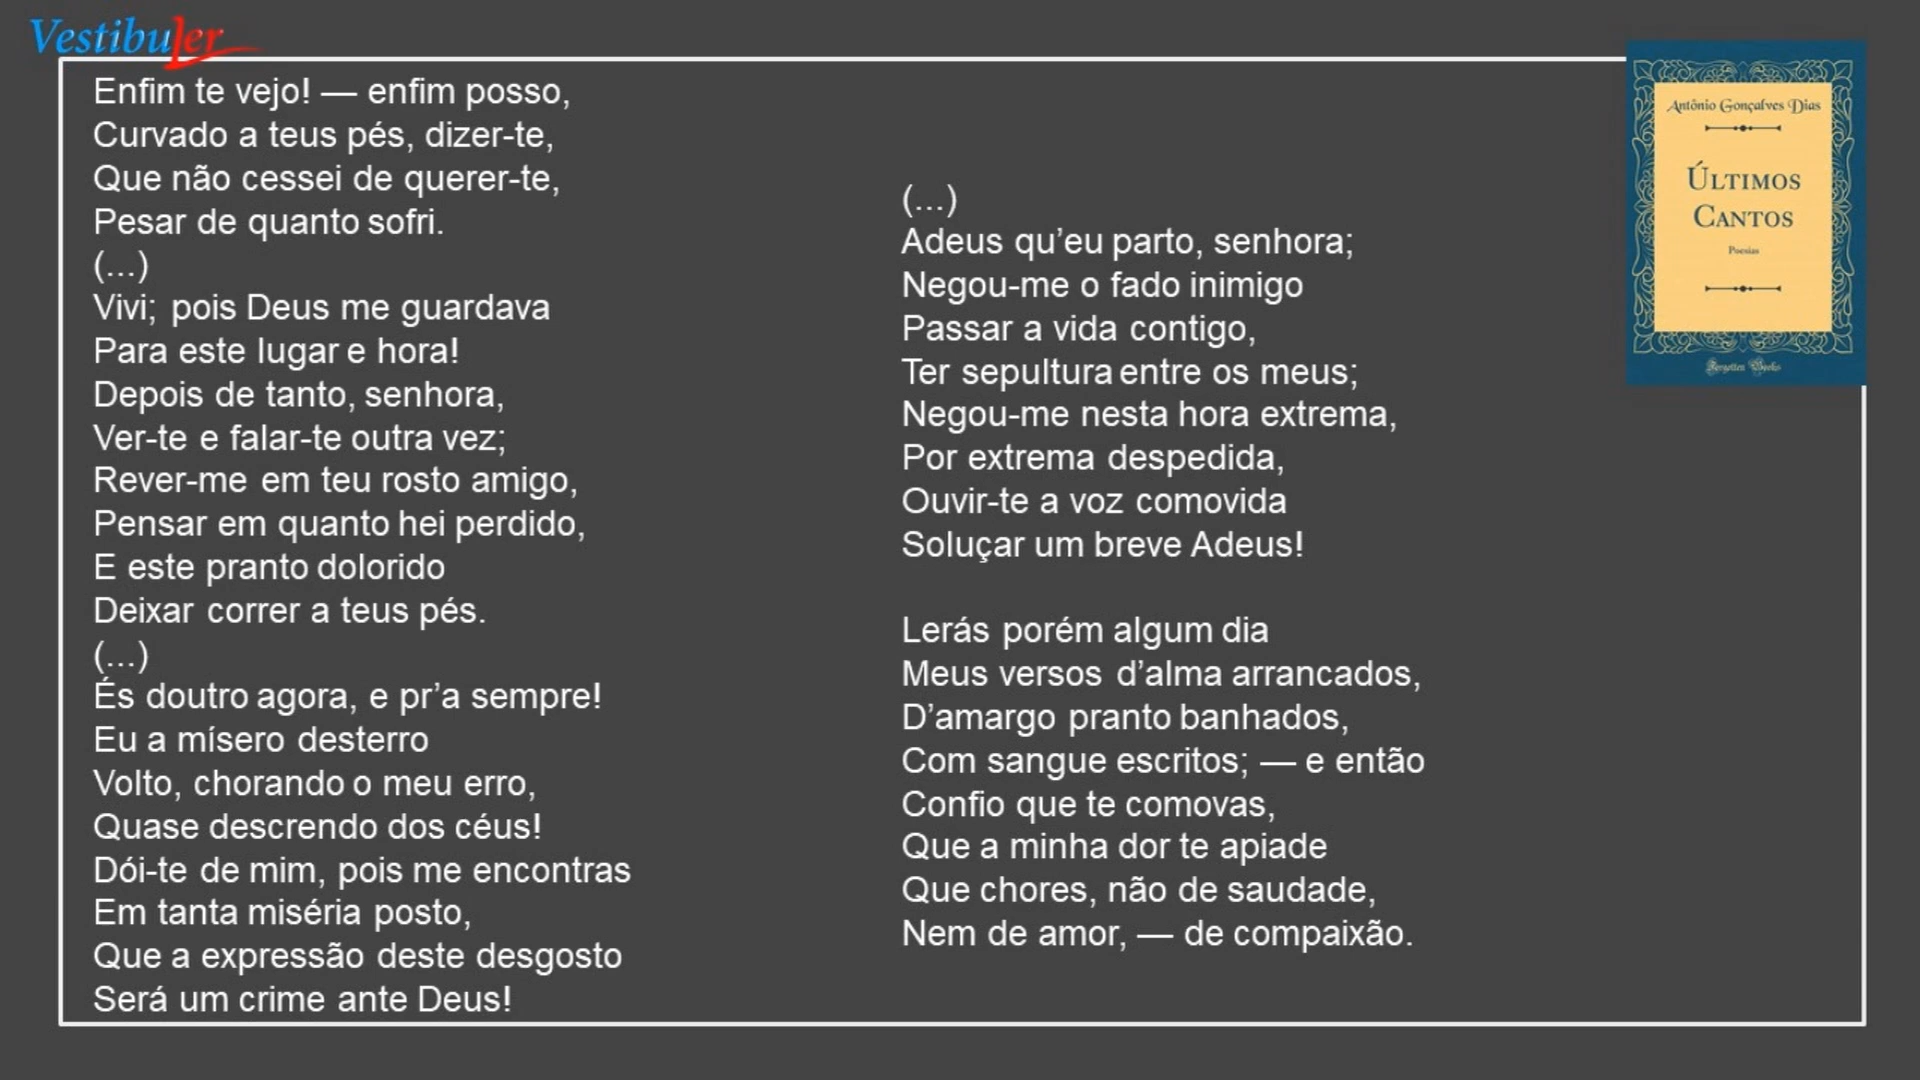 Vestibuler
Enfim te vejo! — enfim posso,
Curvado a teus pés, dizer-te,
Que não cessei de querer-te,
Pesar de quanto sofri.
(...)
Vivi; pois Deus me guardava
Para este lugar e hora!
Depois de tanto, senhora,
Ver-te e falar-te outra vez;
Rever-me em teu rosto amigo,
Pensar em quanto hei perdido,
E este pranto dolorido
Deixar correr a teus pés.
(...)
És doutro agora, e pr’a sempre!
Eu a mísero desterro
Volto, chorando o meu erro,
Quase descrendo dos céus!
Dói-te de mim, pois me encontras
Em tanta miséria posto,
Que a expressão deste desgosto
Será um crime ante Deus!
(...)
Adeus qu’eu parto, senhora;
Negou-me o fado inimigo
Passar a vida contigo,
Ter sepultura entre os meus;
Negou-me nesta hora extrema,
Por extrema despedida,
Ouvir-te a voz comovida
Soluçar um breve Adeus!
Lerás porém algum dia
Meus versos d’alma arrancados,
D’amargo pranto banhados,
Com sangue escritos; — e então
Confio que te comovas,
Que a minha dor te apiade
Que chores, não de saudade,
Nem de amor, — de compaixão.
Antônio Gonçalves Dias
Últimos
Cantos
Poesias
Forgotten Books